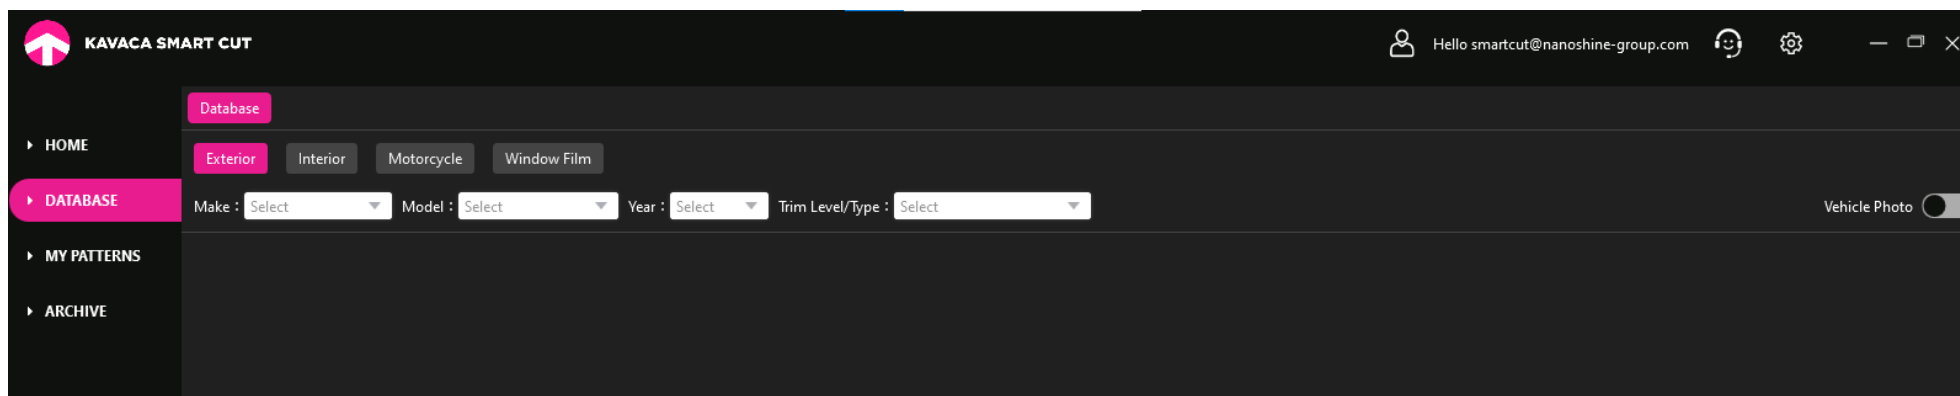 KAVACA SMART CUT
Hello smartcut@nanoshine-group.com
Database
HOME
Exterior Interior Motorcycle Window Film
DATABASE
Make : Select Model : Select Year : Select Trim Level/Type : Select Vehicle Photo
MY PATTERNS
ARCHIVE